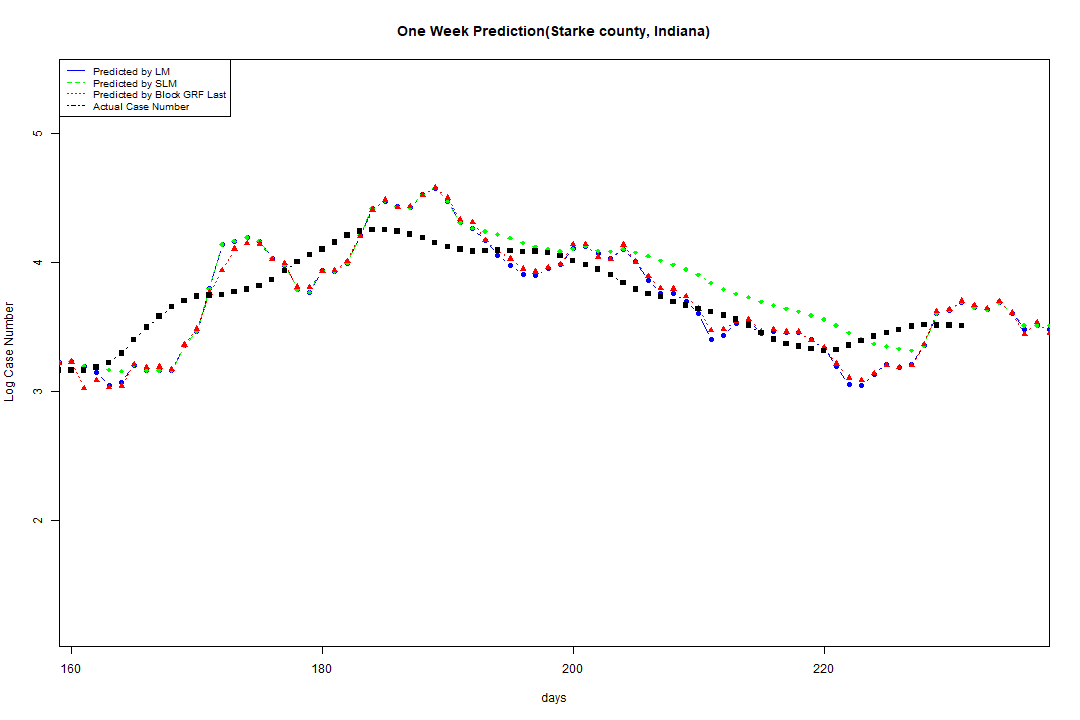 One Week Prediction(Starke county, Indiana)
Predicted by LM
Predicted by SLM
Predicted by Block GRF Last
Actual Case Number
5
4
3
2
Log Case Number
160
180
200
220
days